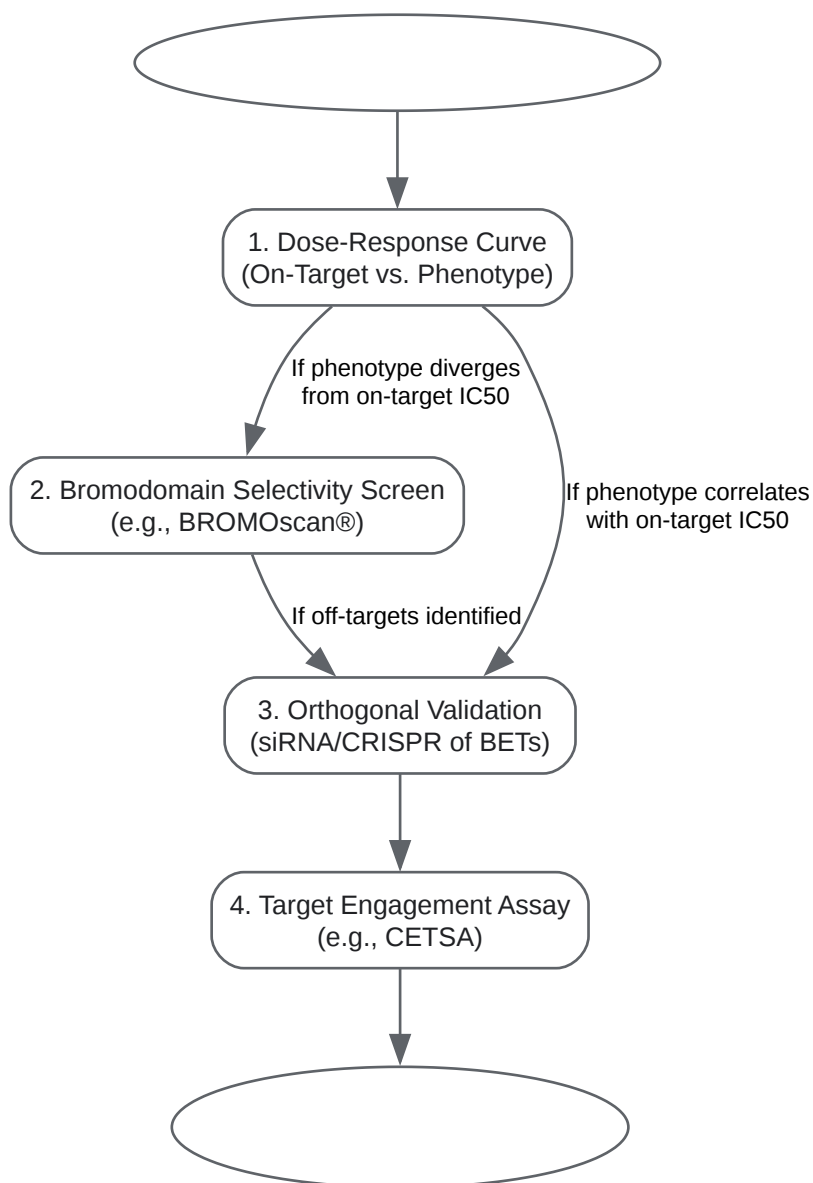 1. Dose-Response Curve
(On-Target vs. Phenotype)
If phenotype diverges
from on-target IC50
2. Bromodomain Selectivity Screen
(e.g., BROMOscan®)
If phenotype correlates
with on-target IC50
If off-targets identified
3. Orthogonal Validation
(siRNA/CRISPR of BETs)
4. Target Engagement Assay
(e.g., CETSA)